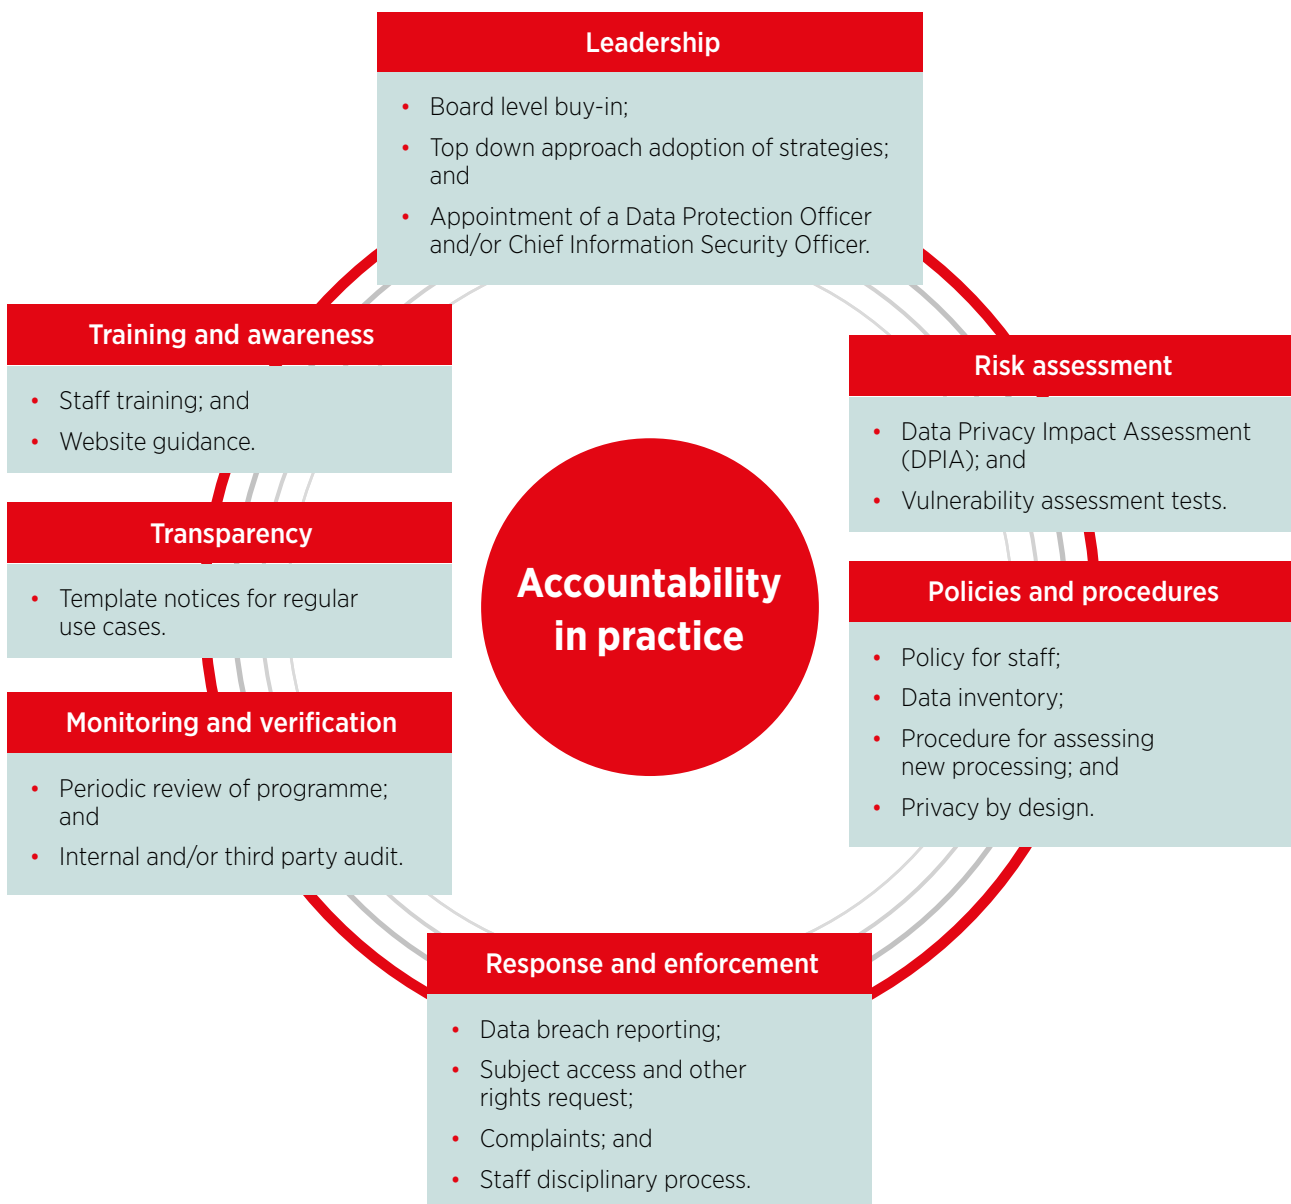 Leadership
• Board level buy-in;
• Top down approach adoption of strategies;
and
• Appointment of a Data Protection Officer
and/or Chief Information Security Officer.
Training and awareness
• Staff training; and
• Website guidance.
Transparency
• Template notices for regular
use cases.
Monitoring and verification
• Periodic review of programme;
and
• Internal and/or third party audit.
Accountability
in practice
Risk assessment
• Data Privacy Impact Assessment
(DPIA); and
• Vulnerability assessment tests.
Policies and procedures
• Policy for staff;
• Data inventory;
• Procedure for assessing
new processing; and
• Privacy by design.
Response and enforcement
• Data breach reporting;
• Subject access and other
rights request;
• Complaints; and
• Staff disciplinary process.